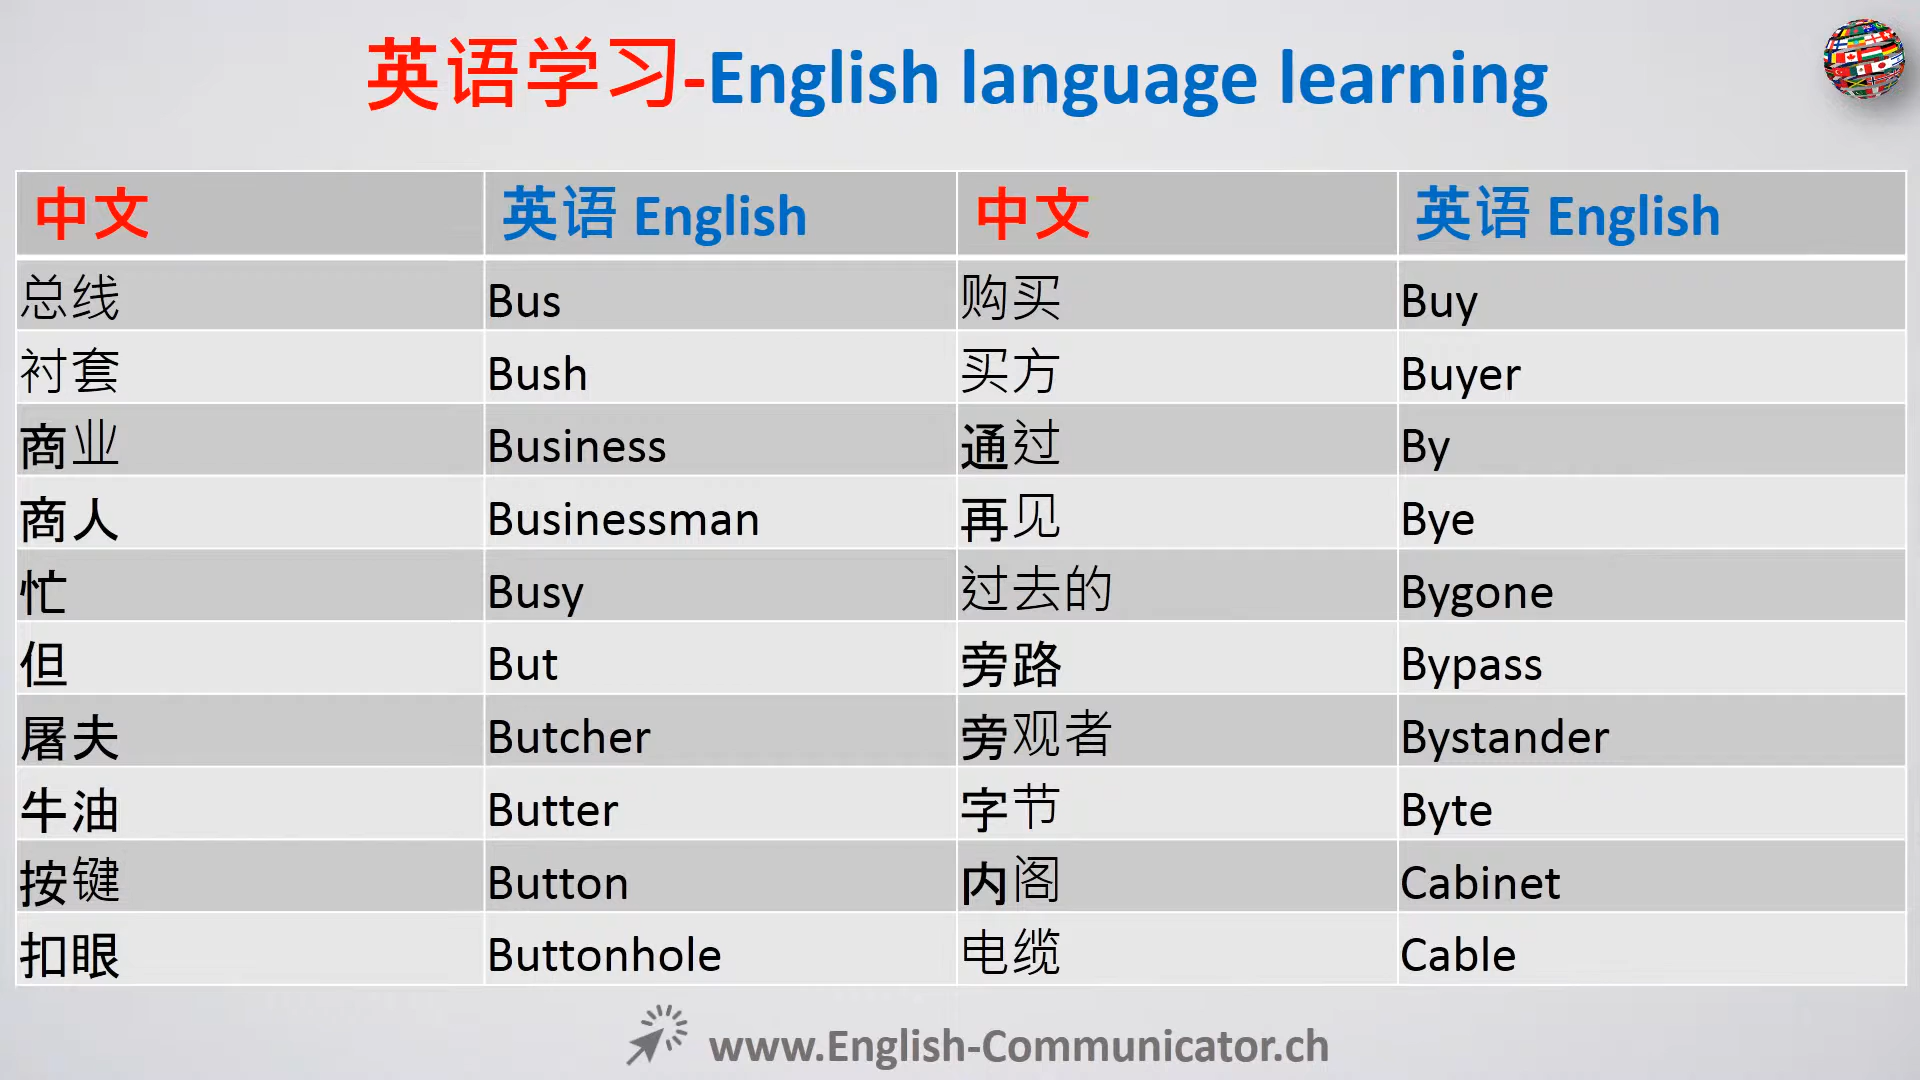 英语学习-English language learning
中文 英语 English 中文 英语 English
总线 Bus 购买 Buy
衬套 Bush 买方 Buyer
商业 Business 通过 By
商人 Businessman 再见 Bye
忙 Busy 过去的 Bygone
但 But 旁路 Bypass
屠夫 Butcher 旁观者 Bystander
牛油 Butter 字节 Byte
按键 Button 内阁 Cabinet
扣眼 Buttonhole 电缆 Cable
www.English-Communicator.ch